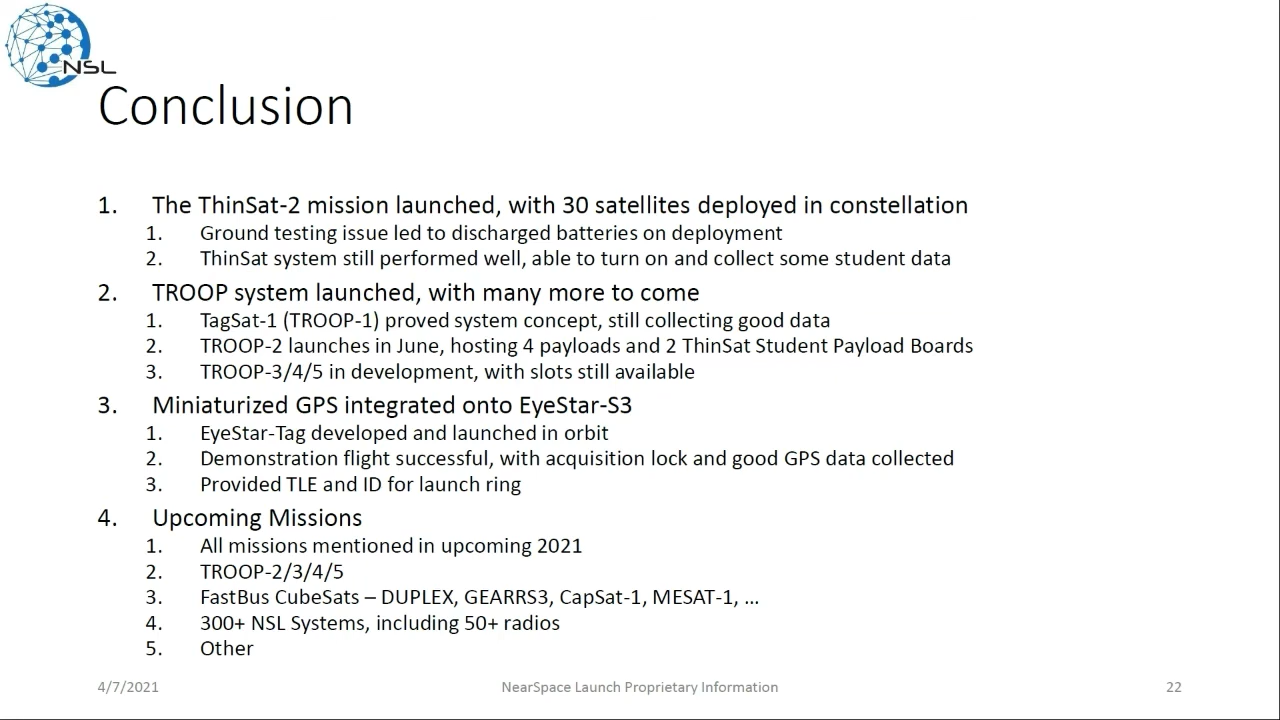 NSL
Conclusion
1. The ThinSat-2 mission launched, with 30 satellites deployed in constellation
1. Ground testing issue led to discharged batteries on deployment
2. ThinSat system still performed well, able to turn on and collect some student data
2. TROOP system launched, with many more to come
1. TagSat-1 (TROOP-1) proved system concept, still collecting good data
2. TROOP-2 launches in June, hosting 4 payloads and 2 ThinSat Student Payload Boards
3. TROOP-3/4/5 in development, with slots still available
3. Miniaturized GPS integrated onto EyeStar-S3
1. EyeStar-Tag developed and launched in orbit
2. Demonstration flight successful, with acquisition lock and good GPS data collected
3. Provided TLE and ID for launch ring
4. Upcoming Missions
1. All missions mentioned in upcoming 2021
2. TROOP-2/3/4/5
3. FastBus CubeSats – DUPLEX, GEARRS3, CapSat-1, MESAT-1, …
4. 300+ NSL Systems, including 50+ radios
5. Other
4/7/2021 NearSpace Launch Proprietary Information 22